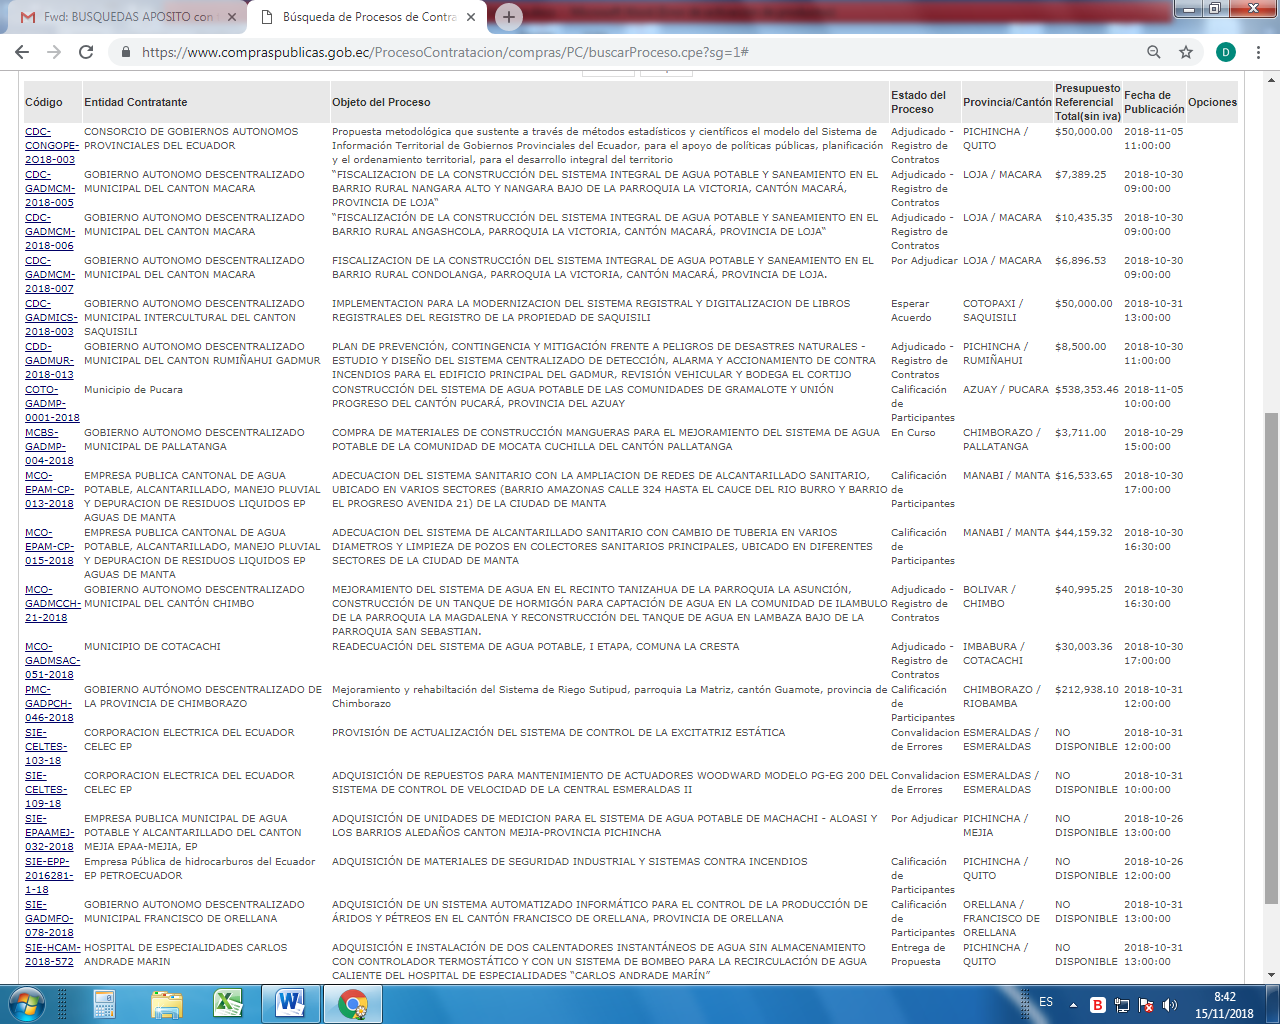 Fwd: BUSQUEDAS APOSITO con
Búsqueda de Procesos de Contra
https://www.compraspublicas.gob.ec/ProcesoContratacion/compras/PC/buscarProceso.cpe?sg=1#
D
Código Entidad Contratante Objeto del Proceso Estado del Proceso Provincia/Cantón Presupuesto Referencial Total(sin iva) Fecha de Publicación Opciones
CDC-CONGOPE-2O18-003 CONSORCIO DE GOBIERNOS AUTONOMOS PROVINCIALES DEL ECUADOR Propuesta metodológica que sustente a través de métodos estadísticos y científicos el modelo del Sistema de Información Territorial de Gobiernos Provinciales del Ecuador, para el apoyo de políticas públicas, planificación y el ordenamiento territorial, para el desarrollo integral del territorio Adjudicado - Registro de Contratos PICHINCHA / QUITO $50,000.00 2018-11-05 11:00:00
CDC-GADMCM-2018-005 GOBIERNO AUTONOMO DESCENTRALIZADO MUNICIPAL DEL CANTON MACARA “FISCALIZACION DE LA CONSTRUCCIÓN DEL SISTEMA INTEGRAL DE AGUA POTABLE Y SANEAMIENTO EN EL BARRIO RURAL NANGARA ALTO Y NANGARA BAJO DE LA PARROQUIA LA VICTORIA, CANTÓN MACARÁ, PROVINCIA DE LOJA“ Adjudicado - Registro de Contratos LOJA / MACARA $7,389.25 2018-10-30 09:00:00
CDC-GADMCM-2018-006 GOBIERNO AUTONOMO DESCENTRALIZADO MUNICIPAL DEL CANTON MACARA “FISCALIZACIÓN DE LA CONSTRUCCIÓN DEL SISTEMA INTEGRAL DE AGUA POTABLE Y SANEAMIENTO EN EL BARRIO RURAL ANGASHCOLA, PARROQUIA LA VICTORIA, CANTÓN MACARÁ, PROVINCIA DE LOJA“ Adjudicado - Registro de Contratos LOJA / MACARA $10,435.35 2018-10-30 09:00:00
CDC-GADMCM-2018-007 GOBIERNO AUTONOMO DESCENTRALIZADO MUNICIPAL DEL CANTON MACARA FISCALIZACION DE LA CONSTRUCCIÓN DEL SISTEMA INTEGRAL DE AGUA POTABLE Y SANEAMIENTO EN EL BARRIO RURAL CONDOLANGA, PARROQUIA LA VICTORIA, CANTÓN MACARÁ, PROVINCIA DE LOJA. Por Adjudicar LOJA / MACARA $6,896.53 2018-10-30 09:00:00
CDC-GADMICS-2018-003 GOBIERNO AUTONOMO DESCENTRALIZADO MUNICIPAL INTERCULTURAL DEL CANTON SAQUISILI IMPLEMENTACION PARA LA MODERNIZACION DEL SISTEMA REGISTRAL Y DIGITALIZACION DE LIBROS REGISTRALES DEL REGISTRO DE LA PROPIEDAD DE SAQUISILI Esperar Acuerdo COTOPAXI / SAQUISILI $50,000.00 2018-10-31 13:00:00
CDD-GADMUR-2018-013 GOBIERNO AUTONOMO DESCENTRALIZADO MUNICIPAL DEL CANTON RUMIÑAHUI GADMUR PLAN DE PREVENCIÓN, CONTINGENCIA Y MITIGACIÓN FRENTE A PELIGROS DE DESASTRES NATURALES - ESTUDIO Y DISEÑO DEL SISTEMA CENTRALIZADO DE DETECCIÓN, ALARMA Y ACCIONAMIENTO DE CONTRA INCENDIOS PARA EL EDIFICIO PRINCIPAL DEL GADMUR, REVISIÓN VEHICULAR Y BODEGA EL CORTIJO Adjudicado - Registro de Contratos PICHINCHA / RUMIÑAHUI $8,500.00 2018-10-30 11:00:00
COTO-GADMP-0001-2018 Municipio de Pucara CONSTRUCCIÓN DEL SISTEMA DE AGUA POTABLE DE LAS COMUNIDADES DE GRAMALOTE Y UNIÓN PROGRESO DEL CANTÓN PUCARÁ, PROVINCIA DEL AZUAY Calificación de Participantes AZUAY / PUCARA $538,353.46 2018-11-05 10:00:00
MCBS-GADMP-004-2018 GOBIERNO AUTONOMO DESCENTRALIZADO MUNICIPAL DE PALLATANGA COMPRA DE MATERIALES DE CONSTRUCCIÓN MANGUERAS PARA EL MEJORAMIENTO DEL SISTEMA DE AGUA POTABLE DE LA COMUNIDAD DE MOCATA CUCHILLA DEL CANTÓN PALLATANGA En Curso CHIMBORAZO / PALLATANGA $3,711.00 2018-10-29 15:00:00
MCO-EPAM-CP-013-2018 EMPRESA PUBLICA CANTONAL DE AGUA POTABLE, ALCANTARILLADO, MANEJO PLUVIAL Y DEPURACION DE RESIDUOS LIQUIDOS EP AGUAS DE MANTA ADECUACION DEL SISTEMA SANITARIO CON LA AMPLIACION DE REDES DE ALCANTARILLADO SANITARIO, UBICADO EN VARIOS SECTORES (BARRIO AMAZONAS CALLE 324 HASTA EL CAUCE DEL RIO BURRO Y BARRIO EL PROGRESO AVENIDA 21) DE LA CIUDAD DE MANTA Calificación de Participantes MANABI / MANTA $16,533.65 2018-10-30 17:00:00
MCO-EPAM-CP-015-2018 EMPRESA PUBLICA CANTONAL DE AGUA POTABLE, ALCANTARILLADO, MANEJO PLUVIAL Y DEPURACION DE RESIDUOS LIQUIDOS EP AGUAS DE MANTA ADECUACION DEL SISTEMA DE ALCANTARILLADO SANITARIO CON CAMBIO DE TUBERIA EN VARIOS DIAMETROS Y LIMPIEZA DE POZOS EN COLECTORES SANITARIOS PRINCIPALES, UBICADO EN DIFERENTES SECTORES DE LA CIUDAD DE MANTA Calificación de Participantes MANABI / MANTA $44,159.32 2018-10-30 16:30:00
MCO-GADMCCH-21-2018 GOBIERNO AUTONOMO DESCENTRALIZADO MUNICIPAL DEL CANTÓN CHIMBO MEJORAMIENTO DEL SISTEMA DE AGUA EN EL RECINTO TANIZAHUA DE LA PARROQUIA LA ASUNCIÓN, CONSTRUCCIÓN DE UN TANQUE DE HORMIGÓN PARA CAPTACIÓN DE AGUA EN LA COMUNIDAD DE ILAMBULO DE LA PARROQUIA LA MAGDALENA Y RECONSTRUCCIÓN DEL TANQUE DE AGUA EN LAMBAZA BAJO DE LA PARROQUIA SAN SEBASTIAN. Adjudicado - Registro de Contratos BOLIVAR / CHIMBO $40,995.25 2018-10-30 16:30:00
MCO-GADMSAC-051-2018 MUNICIPIO DE COTACACHI READECUACIÓN DEL SISTEMA DE AGUA POTABLE, I ETAPA, COMUNA LA CRESTA Adjudicado - Registro de Contratos IMBABURA / COTACACHI $30,003.36 2018-10-30 17:00:00
PMC-GADPCH-046-2018 GOBIERNO AUTÓNOMO DESCENTRALIZADO DE LA PROVINCIA DE CHIMBORAZO Mejoramiento y rehabiltación del Sistema de Riego Sutipud, parroquia La Matriz, cantón Guamote, provincia de Chimborazo Calificación de Participantes CHIMBORAZO / RIOBAMBA $212,938.10 2018-10-31 12:00:00
SIE-CELTES-103-18 CORPORACION ELECTRICA DEL ECUADOR CELEC EP PROVISIÓN DE ACTUALIZACIÓN DEL SISTEMA DE CONTROL DE LA EXCITATRIZ ESTÁTICA Convalidacion de Errores ESMERALDAS / ESMERALDAS NO DISPONIBLE 2018-10-31 12:00:00
SIE-CELTES-109-18 CORPORACION ELECTRICA DEL ECUADOR CELEC EP ADQUISICIÓN DE REPUESTOS PARA MANTENIMIENTO DE ACTUADORES WOODWARD MODELO PG-EG 200 DEL SISTEMA DE CONTROL DE VELOCIDAD DE LA CENTRAL ESMERALDAS II Convalidacion de Errores ESMERALDAS / ESMERALDAS NO DISPONIBLE 2018-10-31 10:00:00
SIE-EPAAMEJ-032-2018 EMPRESA PUBLICA MUNICIPAL DE AGUA POTABLE Y ALCANTARILLADO DEL CANTON MEJIA EPAA-MEJIA, EP ADQUISICIÓN DE UNIDADES DE MEDICION PARA EL SISTEMA DE AGUA POTABLE DE MACHACHI - ALOASI Y LOS BARRIOS ALEDAÑOS CANTON MEJIA-PROVINCIA PICHINCHA Por Adjudicar PICHINCHA / MEJIA NO DISPONIBLE 2018-10-26 13:00:00
SIE-EPP-2016281-1-18 Empresa Pública de hidrocarburos del Ecuador EP PETROECUADOR ADQUISICIÓN DE MATERIALES DE SEGURIDAD INDUSTRIAL Y SISTEMAS CONTRA INCENDIOS Calificación de Participantes PICHINCHA / QUITO NO DISPONIBLE 2018-10-26 12:00:00
SIE-GADMFO-078-2018 GOBIERNO AUTONOMO DESCENTRALIZADO MUNICIPAL FRANCISCO DE ORELLANA ADQUISICIÓN DE UN SISTEMA AUTOMATIZADO INFORMÁTICO PARA EL CONTROL DE LA PRODUCCIÓN DE ÁRIDOS Y PÉTREOS EN EL CANTÓN FRANCISCO DE ORELLANA, PROVINCIA DE ORELLANA Calificación de Participantes ORELLANA / FRANCISCO DE ORELLANA NO DISPONIBLE 2018-10-31 13:00:00
SIE-HCAM-2018-572 HOSPITAL DE ESPECIALIDADES CARLOS ANDRADE MARIN ADQUISICIÓN E INSTALACIÓN DE DOS CALENTADORES INSTANTÁNEOS DE AGUA SIN ALMACENAMIENTO CON CONTROLADOR TERMOSTÁTICO Y CON UN SISTEMA DE BOMBEO PARA LA RECIRCULACIÓN DE AGUA CALIENTE DEL HOSPITAL DE ESPECIALIDADES “CARLOS ANDRADE MARÍN” Entrega de Propuesta PICHINCHA / QUITO NO DISPONIBLE 2018-10-31 13:00:00
ES
B
8:42
15/11/2018